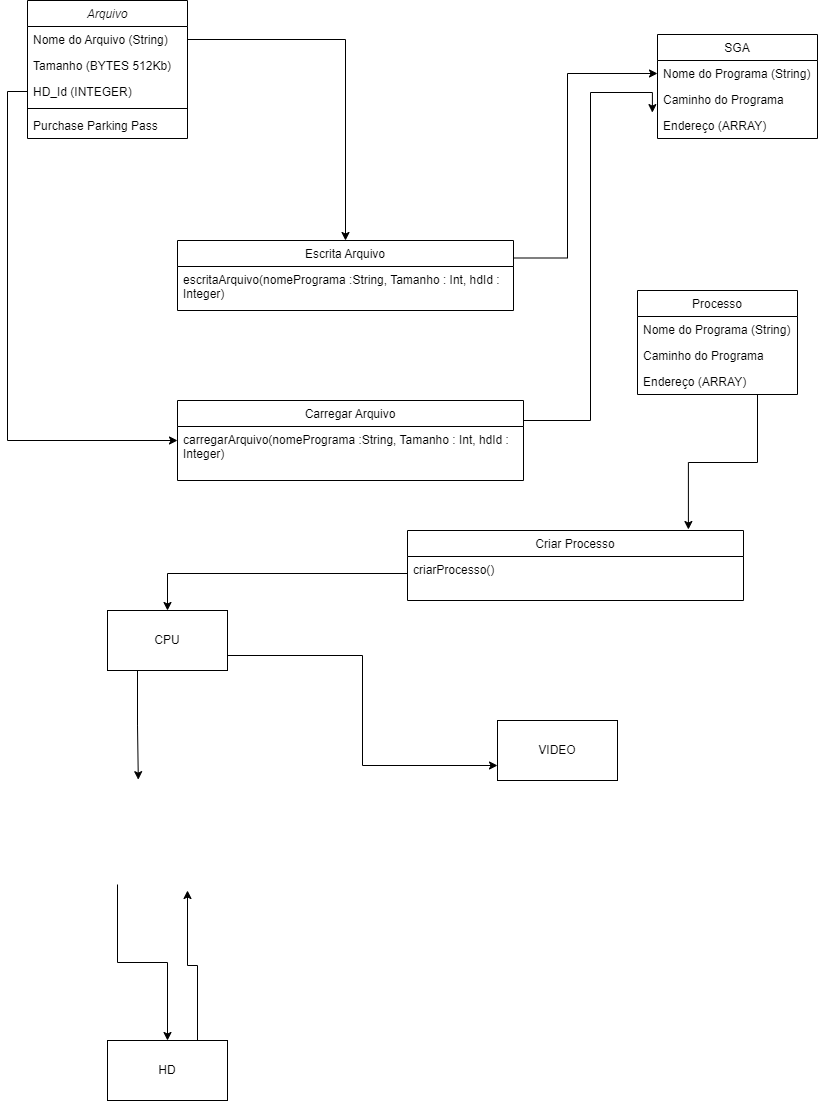 Arquivo
Nome do Arquivo (String)
Tamanho (BYTES 512Kb)
HD_Id (INTEGER)
Purchase Parking Pass
SGA
Nome do Programa (String)
Caminho do Programa
Endereço (ARRAY)
Escrita Arquivo
escritaArquivo(nomePrograma :String, Tamanho : Int, hdId :
Integer)
Processo
Nome do Programa (String)
Caminho do Programa
Endereço (ARRAY)
Carregar Arquivo
carregarArquivo(nomePrograma :String, Tamanho : Int, hdId :
Integer)
Criar Processo
criarProcesso()
CPU
VIDEO
HD